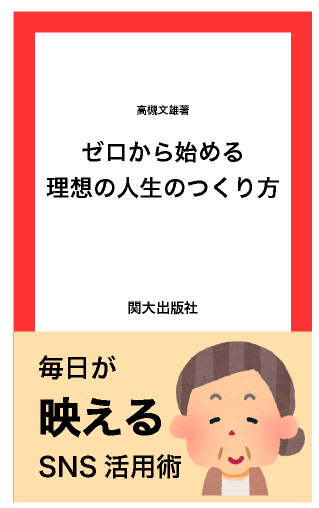 高槻文雄著
ゼロから始める
理想の人生のつくり方
関大出版社
毎日が
映える
SNS 活用術